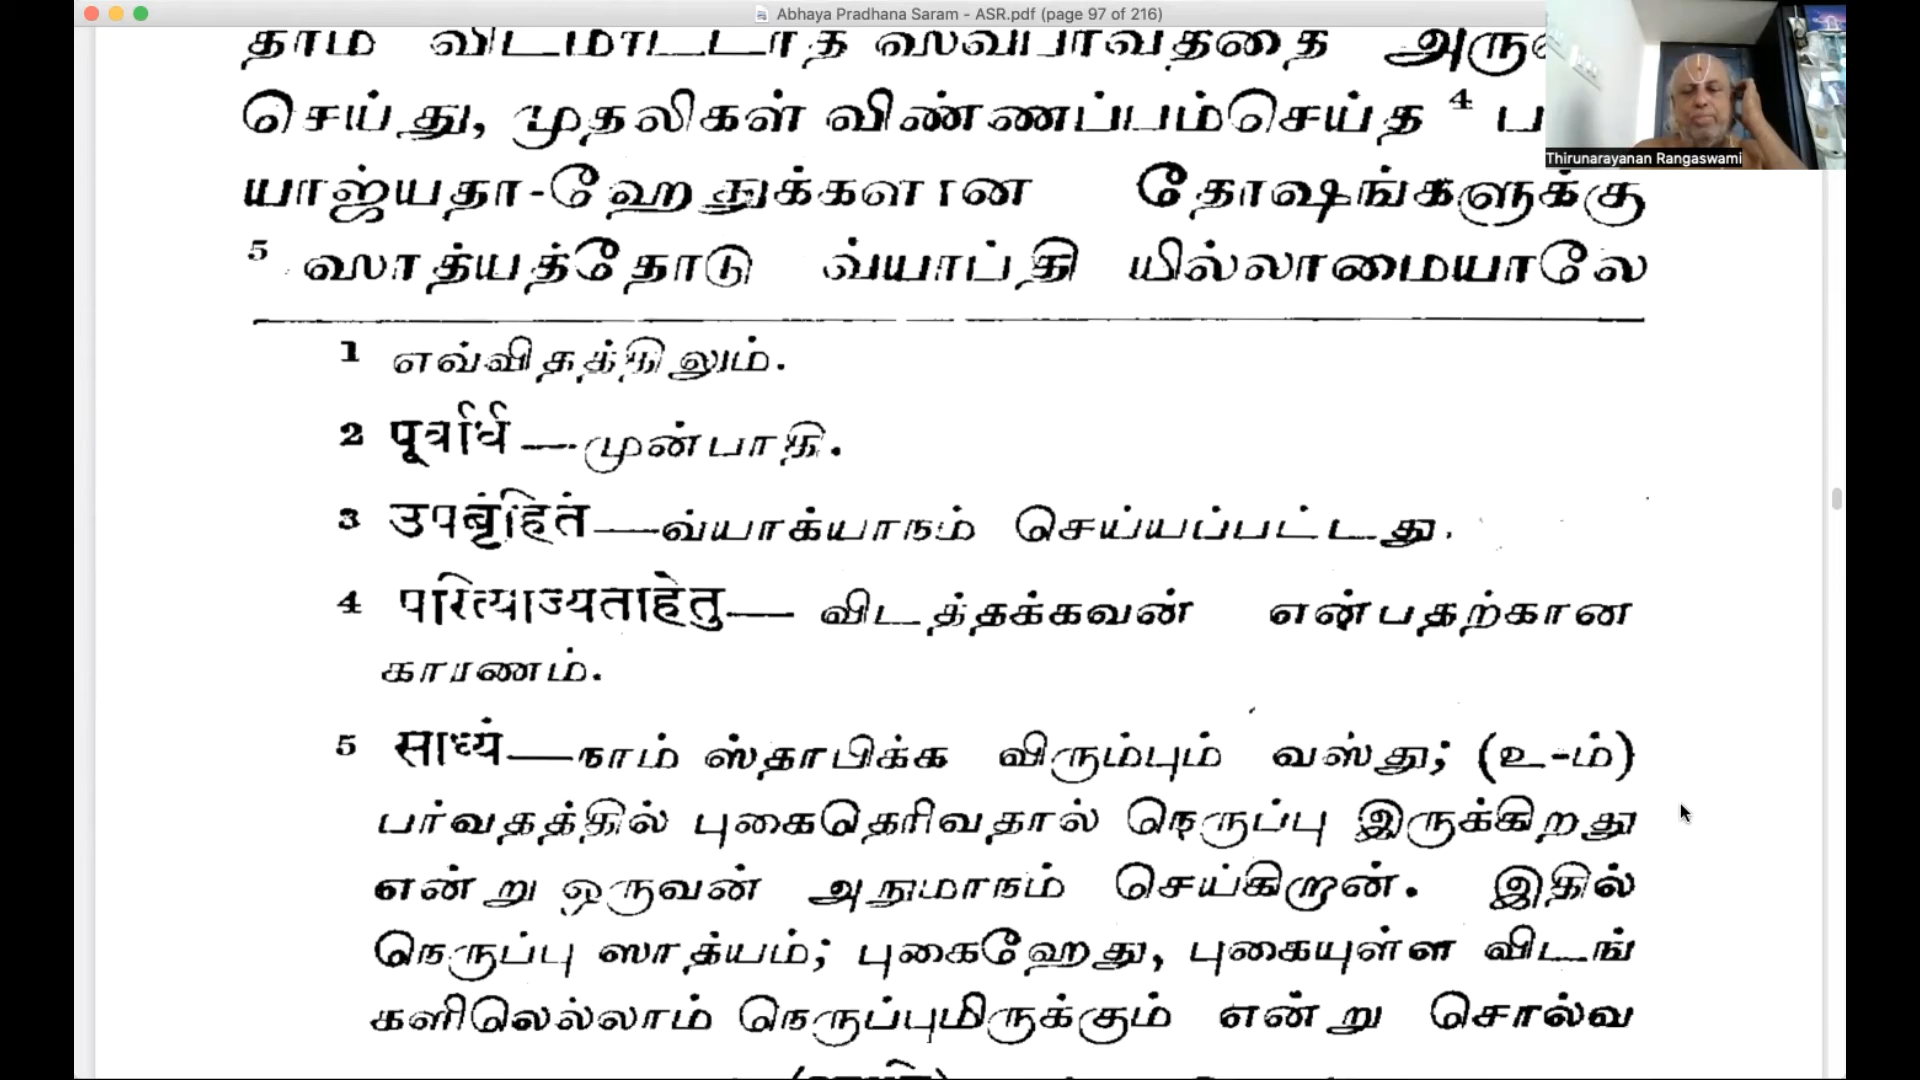 Abhaya Pradhana Saram - ASR.pdf (page 97 of 216)
தாம் விடமாட்டாத ஸ்வபாவத்தை
செய்து, முதலிகள் விண்ணப்பம்செய்த 4
யாஜ்யதா-ஹேதுக்களான தோஷங்களுக்கு
5 ஸாத்யத்தோடு வ்யாப்தி யில்லாமையாலே
Thirunarayanan Rangaswami
1 எவ்விதத்திலும்.
2 पूर्वार्ध—முன்பாதி.
3 उपबृंहितं—வ்யாக்யாநம் செய்யப்பட்டது.
4 परित्याज्यताहेतु— விடத்தக்கவன் என்பதற்கான
காரணம்.
5 साध्यं—நாம் ஸ்தாபிக்க விரும்பும் வஸ்து; (உ-ம்)
பர்வதத்தில் புகைதெரிவதால் நெருப்பு இருக்கிறது
என்று ஒருவன் அநுமாநம் செய்கிறான். இதில்
நெருப்பு ஸாத்யம்; புகைஹேது, புகையுள்ள விடங்
களிலெல்லாம் நெருப்புமிருக்கும் என்று சொல்வ